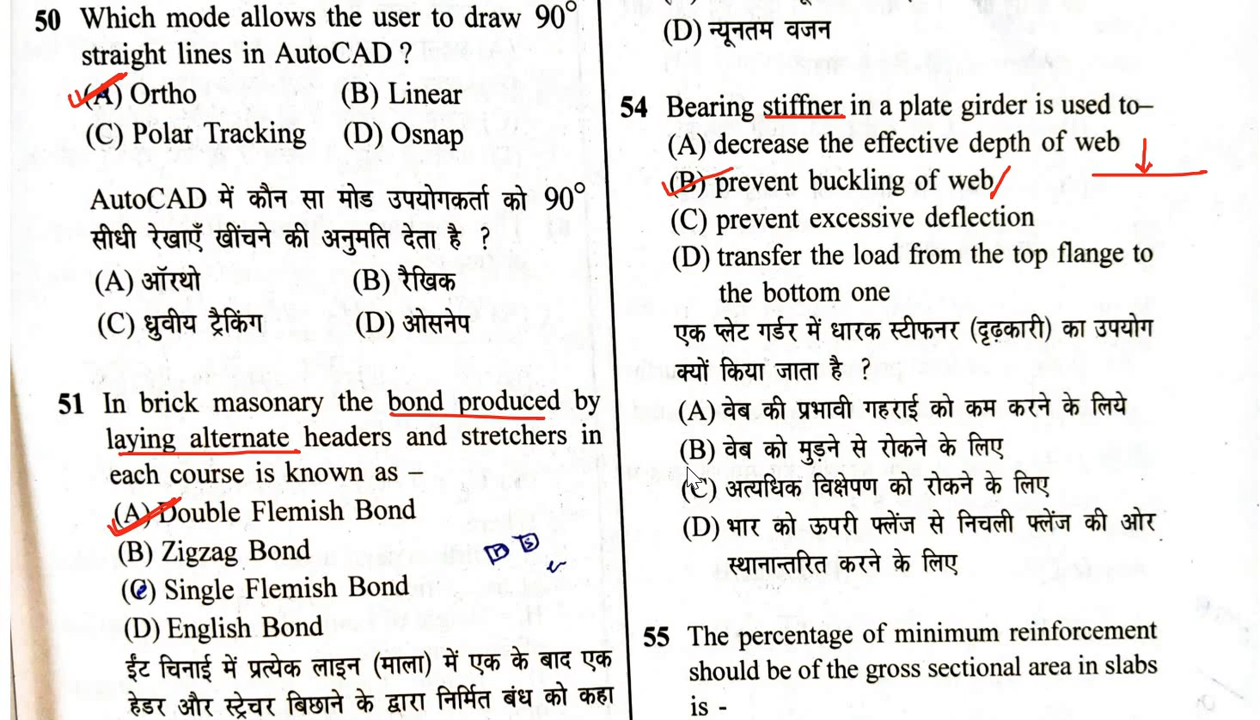 50 Which mode allows the user to draw 90°
straight lines in AutoCAD ?
(A) Ortho (B) Linear
(C) Polar Tracking (D) Osnap
AutoCAD में कौन सा मोड उपयोगकर्ता को 90°
सीधी रेखाएँ खींचने की अनुमति देता है ?
(A) ऑरथो (B) रैखिक
(C) ध्रुवीय ट्रैकिंग (D) ओसनेप
51 In brick masonary the bond produced by
laying alternate headers and stretchers in
each course is known as –
(A) Double Flemish Bond
(B) Zigzag Bond
(C) Single Flemish Bond
(D) English Bond
ईंट चिनाई में प्रत्येक लाइन (माला) में एक के बाद एक
हेडर और स्ट्रेचर बिछाने के द्वारा निर्मित बंध को कहा
(D) न्यूनतम वजन
54 Bearing stiffner in a plate girder is used to–
(A) decrease the effective depth of web
(B) prevent buckling of web
(C) prevent excessive deflection
(D) transfer the load from the top flange to
the bottom one
एक प्लेट गर्डर में धारक स्टीफनर (दृढ़कारी) का उपयोग
क्यों किया जाता है ?
(A) वेब की प्रभावी गहराई को कम करने के लिये
(B) वेब को मुड़ने से रोकने के लिए
(C) अत्यधिक विक्षेपण को रोकने के लिए
(D) भार को ऊपरी फ्लेंज से निचली फ्लेंज की ओर
स्थानान्तरित करने के लिए
55 The percentage of minimum reinforcement
should be of the gross sectional area in slabs
is -